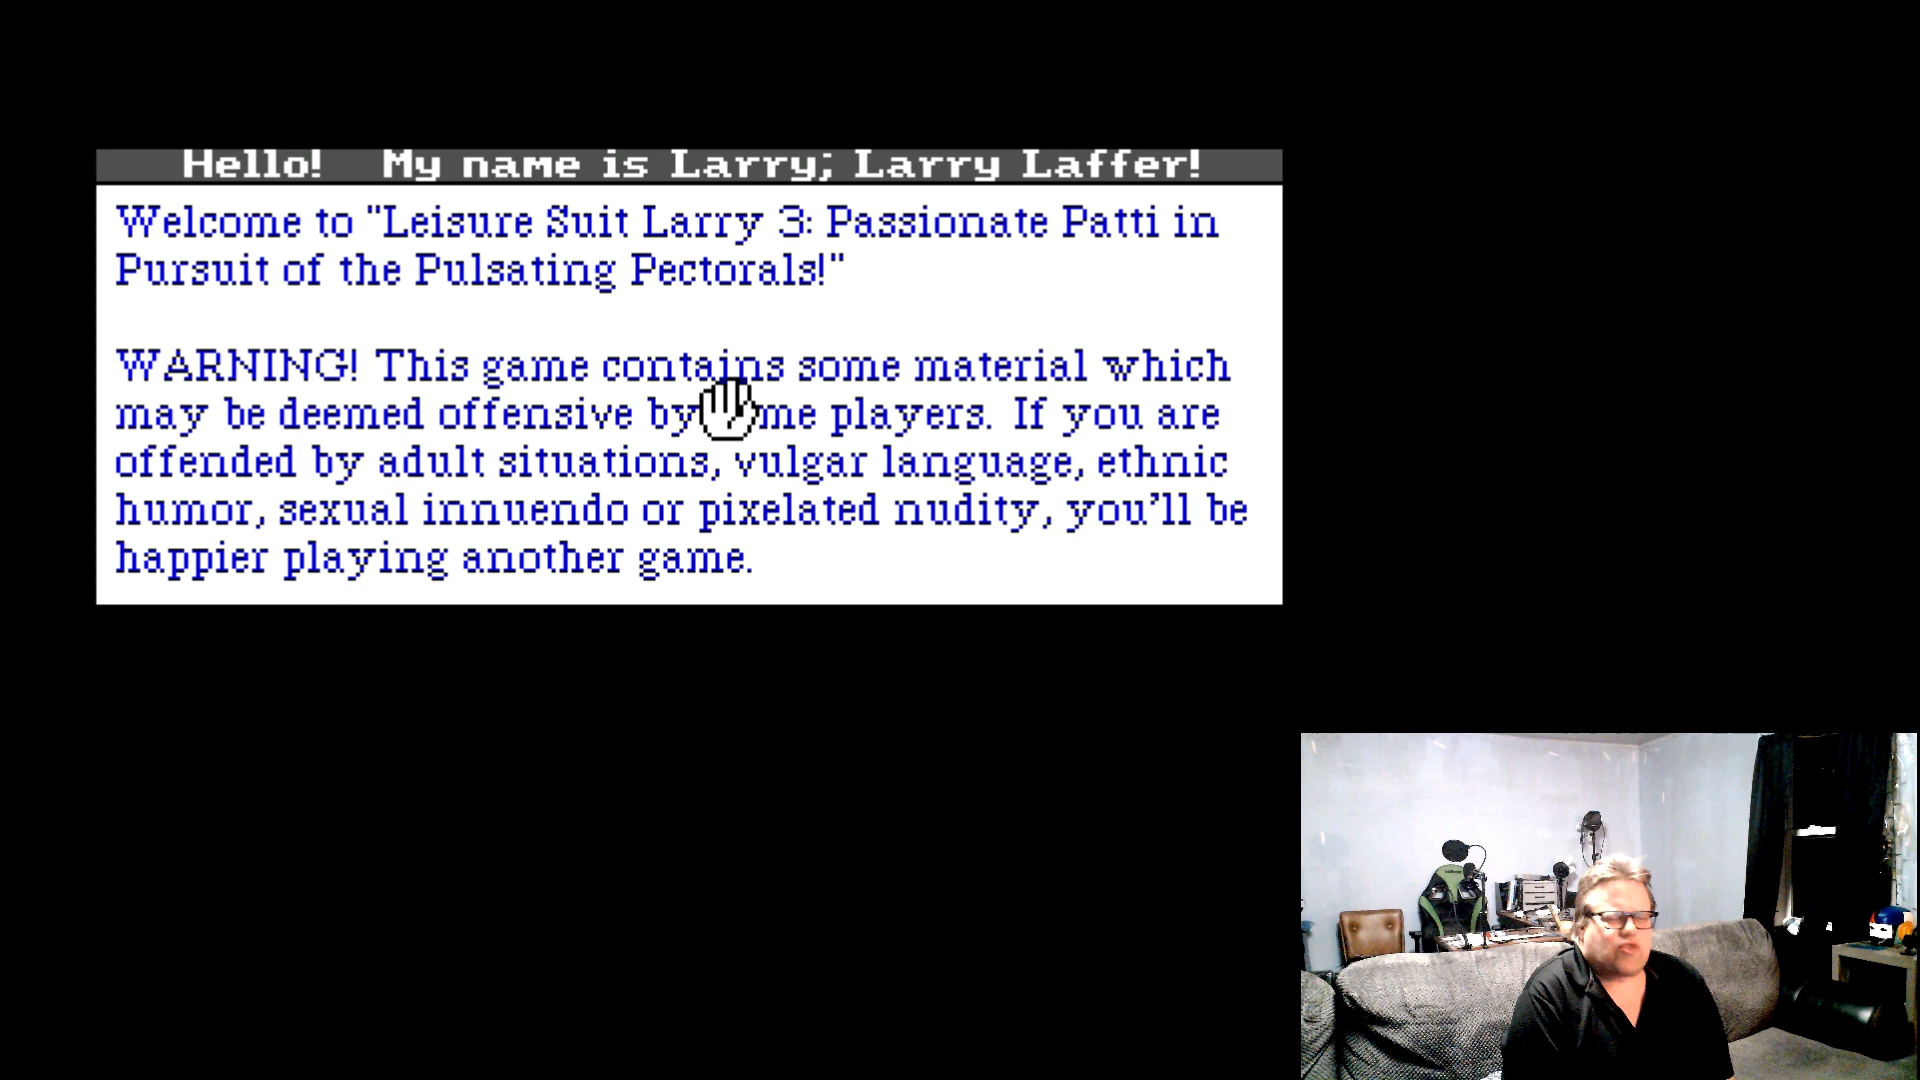 Hello! My name is Larry; Larry Laffer!
Welcome to "Leisure Suit Larry 3: Passionate Patti in
Pursuit of the Pulsating Pectorals!"
WARNING! This game contains some material which
may be deemed offensive by players. If you are
offended by adult situations, vulgar language, ethnic
humor, sexual innuendo or pixelated nudity, you'll be
happier playing another game.